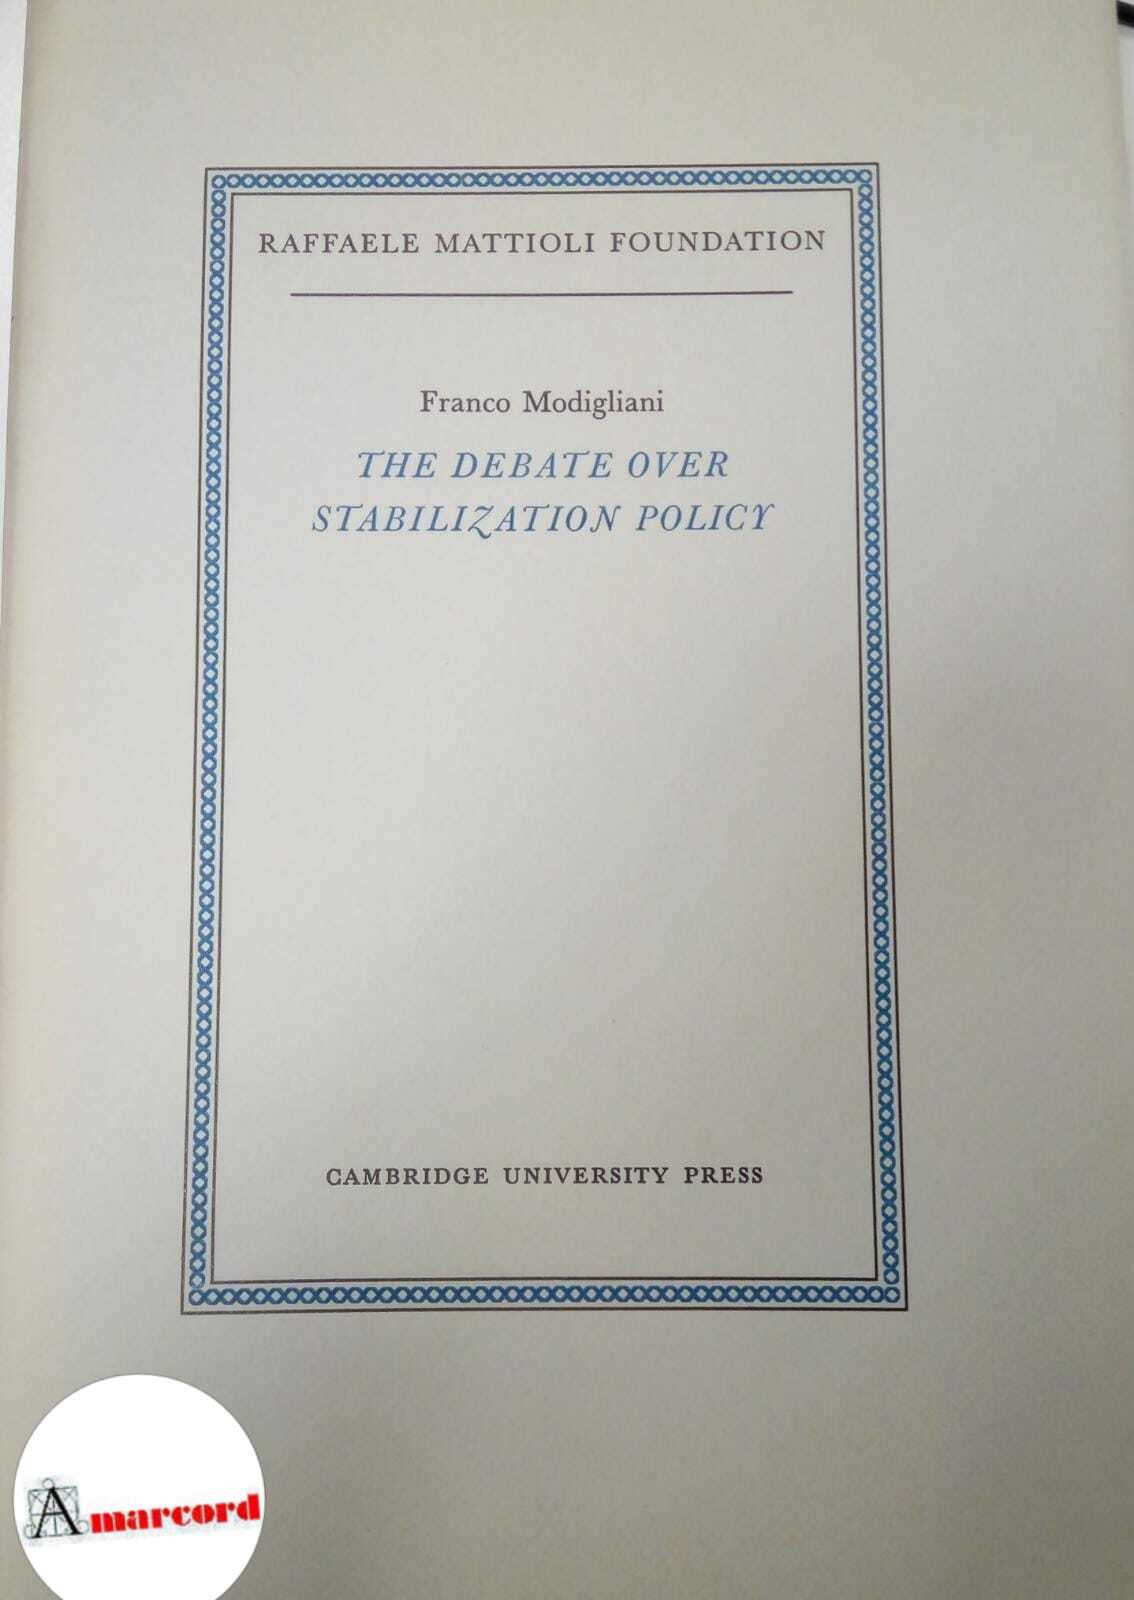 RAFFAELE MATTIOLI FOUNDATION
Franco Modigliani
THE DEBATE OVER
STABILIZATION POLICY
CAMBRIDGE UNIVERSITY PRESS
Amarcord